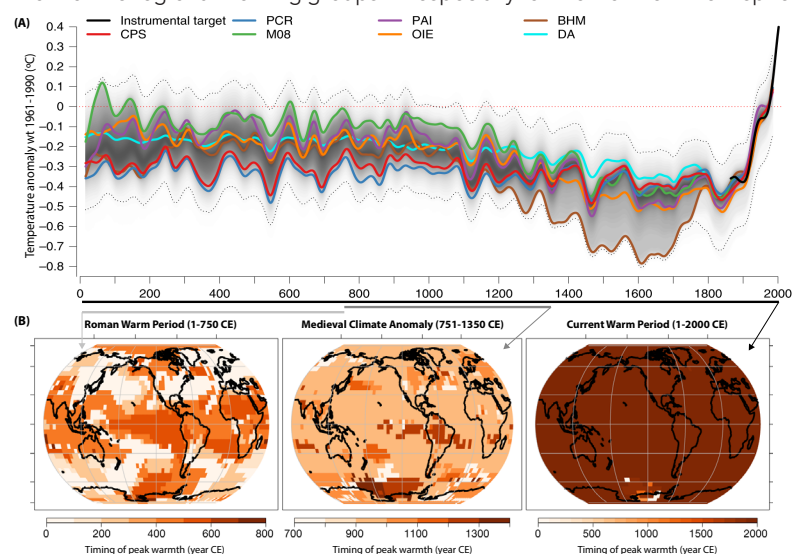 (A)
Instrumental target PCR PAI BHM
CPS M08 OIE DA
Temperature anomaly wt 1961-1990 (ºC)
0.4
0.3
0.2
0.1
0
−0.1
−0.2
−0.3
−0.4
−0.5
−0.6
−0.7
−0.8
0 200 400 600 800 1000 1200 1400 1600 1800 2000
(B)
Roman Warm Period (1-750 CE) Medieval Climate Anomaly (751-1350 CE) Current Warm Period (1-2000 CE)
0 200 400 600 800 700 900 1100 1300 0 500 1000 1500 2000
Timing of peak warmth (year CE) Timing of peak warmth (year CE) Timing of peak warmth (year CE)